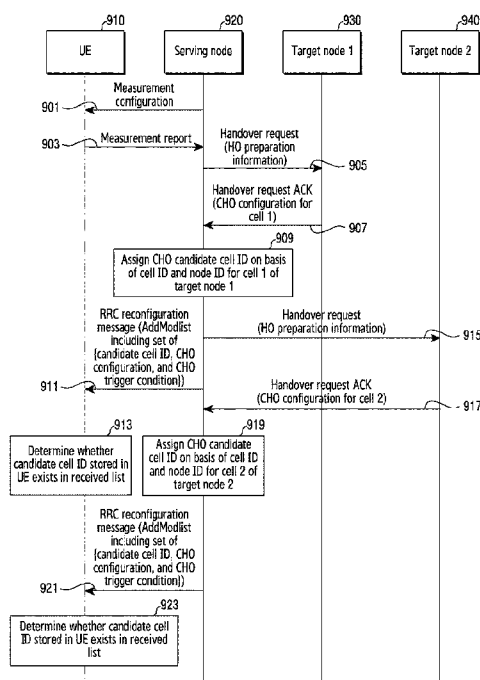 910
920
930
940
UE
Serving node
Target node 1
Target node 2
Measurement
configuration
901
Measurement report
903
Handover request
(HO preparation
information)
905
Handover request ACK
(CHO configuration for
cell 1)
907
909
Assign CHO candidate cell ID on basis
of cell ID and node ID for cell 1 of
target node 1
RRC reconfiguration
message (AddModlist
including set of
{candidate cell ID, CHO
configuration, and CHO
trigger condition})
911
Handover request
(HO preparation information)
915
Handover request ACK
(CHO configuration for cell 2)
917
913
Determine whether
candidate cell ID stored in
UE exists in received list
919
Assign CHO candidate
cell ID on basis of cell ID
and node ID for cell 2 of
target node 2
RRC reconfiguration
message (AddModlist
including set of
{candidate cell ID, CHO
configuration, and CHO
trigger condition})
921
923
Determine whether candidate cell
ID stored in UE exists in received
list